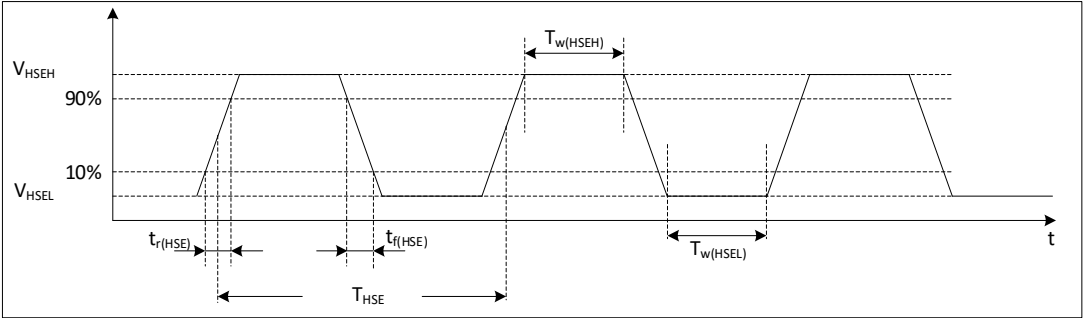 T_w(HSEH)
V_HSEH
90%
10%
V_HSEL
t_r(HSE)
t_f(HSE)
T_w(HSEL)
t
T_HSE